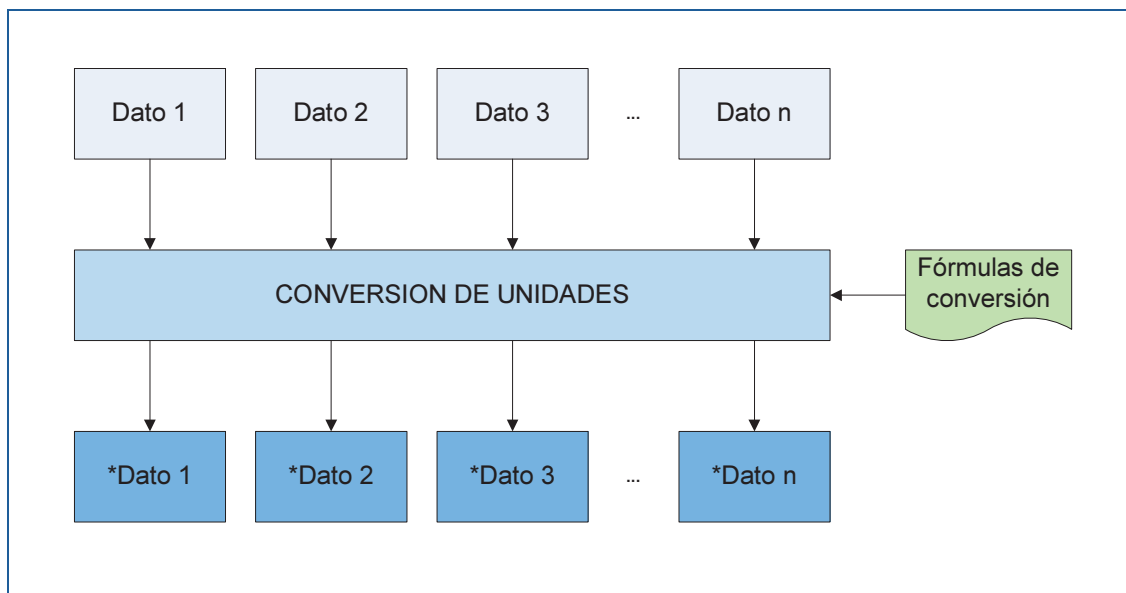 Dato 1
Dato 2
Dato 3
...
Dato n
CONVERSION DE UNIDADES
Fórmulas de
conversión
*Dato 1
*Dato 2
*Dato 3
...
*Dato n